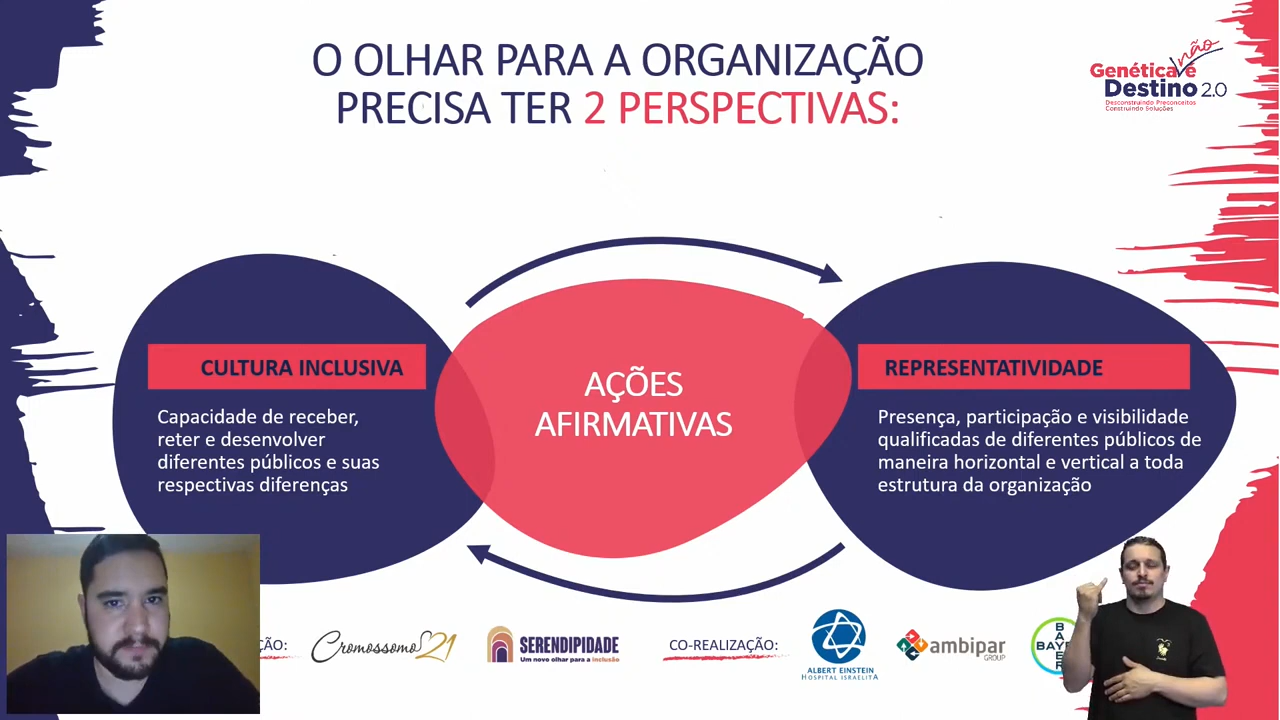 O OLHAR PARA A ORGANIZAÇÃO
PRECISA TER 2 PERSPECTIVAS:
não
Genética é
Destino 2.0
Desconstruindo Preconceitos
Construindo Soluções
CULTURA INCLUSIVA
Capacidade de receber,
reter e desenvolver
diferentes públicos e suas
respectivas diferenças
AÇÕES
AFIRMATIVAS
REPRESENTATIVIDADE
Presença, participação e visibilidade
qualificadas de diferentes públicos de
maneira horizontal e vertical a toda
estrutura da organização
ÇÃO:
Cromossomo 21
SERENDIPIDADE
Um novo olhar para a inclusão
CO-REALIZAÇÃO:
ALBERT EINSTEIN
HOSPITAL ISRAELITA
ambipar
GROUP
BAYER